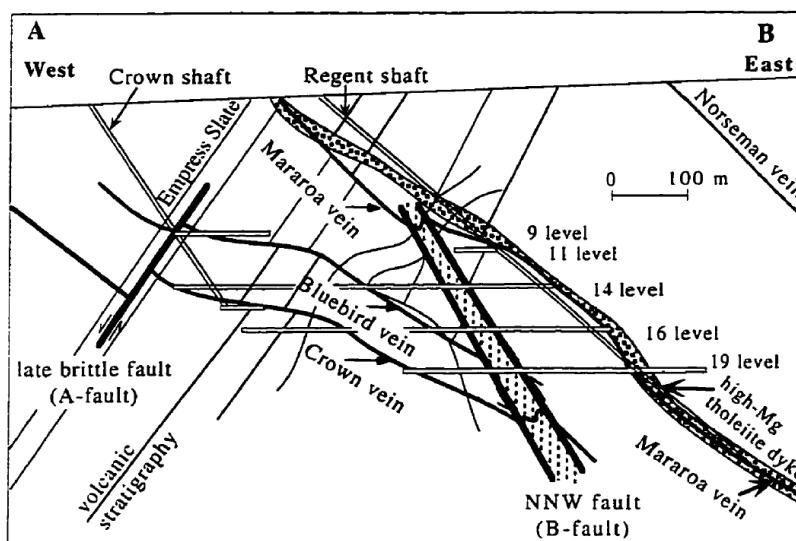 A
West
B
East
Crown shaft
Regent shaft
Empress Slate
Mararoa vein
Norseman vein
0 100 m
9 level
11 level
14 level
Bluebird vein
16 level
Crown vein
19 level
late brittle fault
(A-fault)
high-Mg
tholeiite dyke
Mararoa vein
volcanic
stratigraphy
NNW fault
(B-fault)